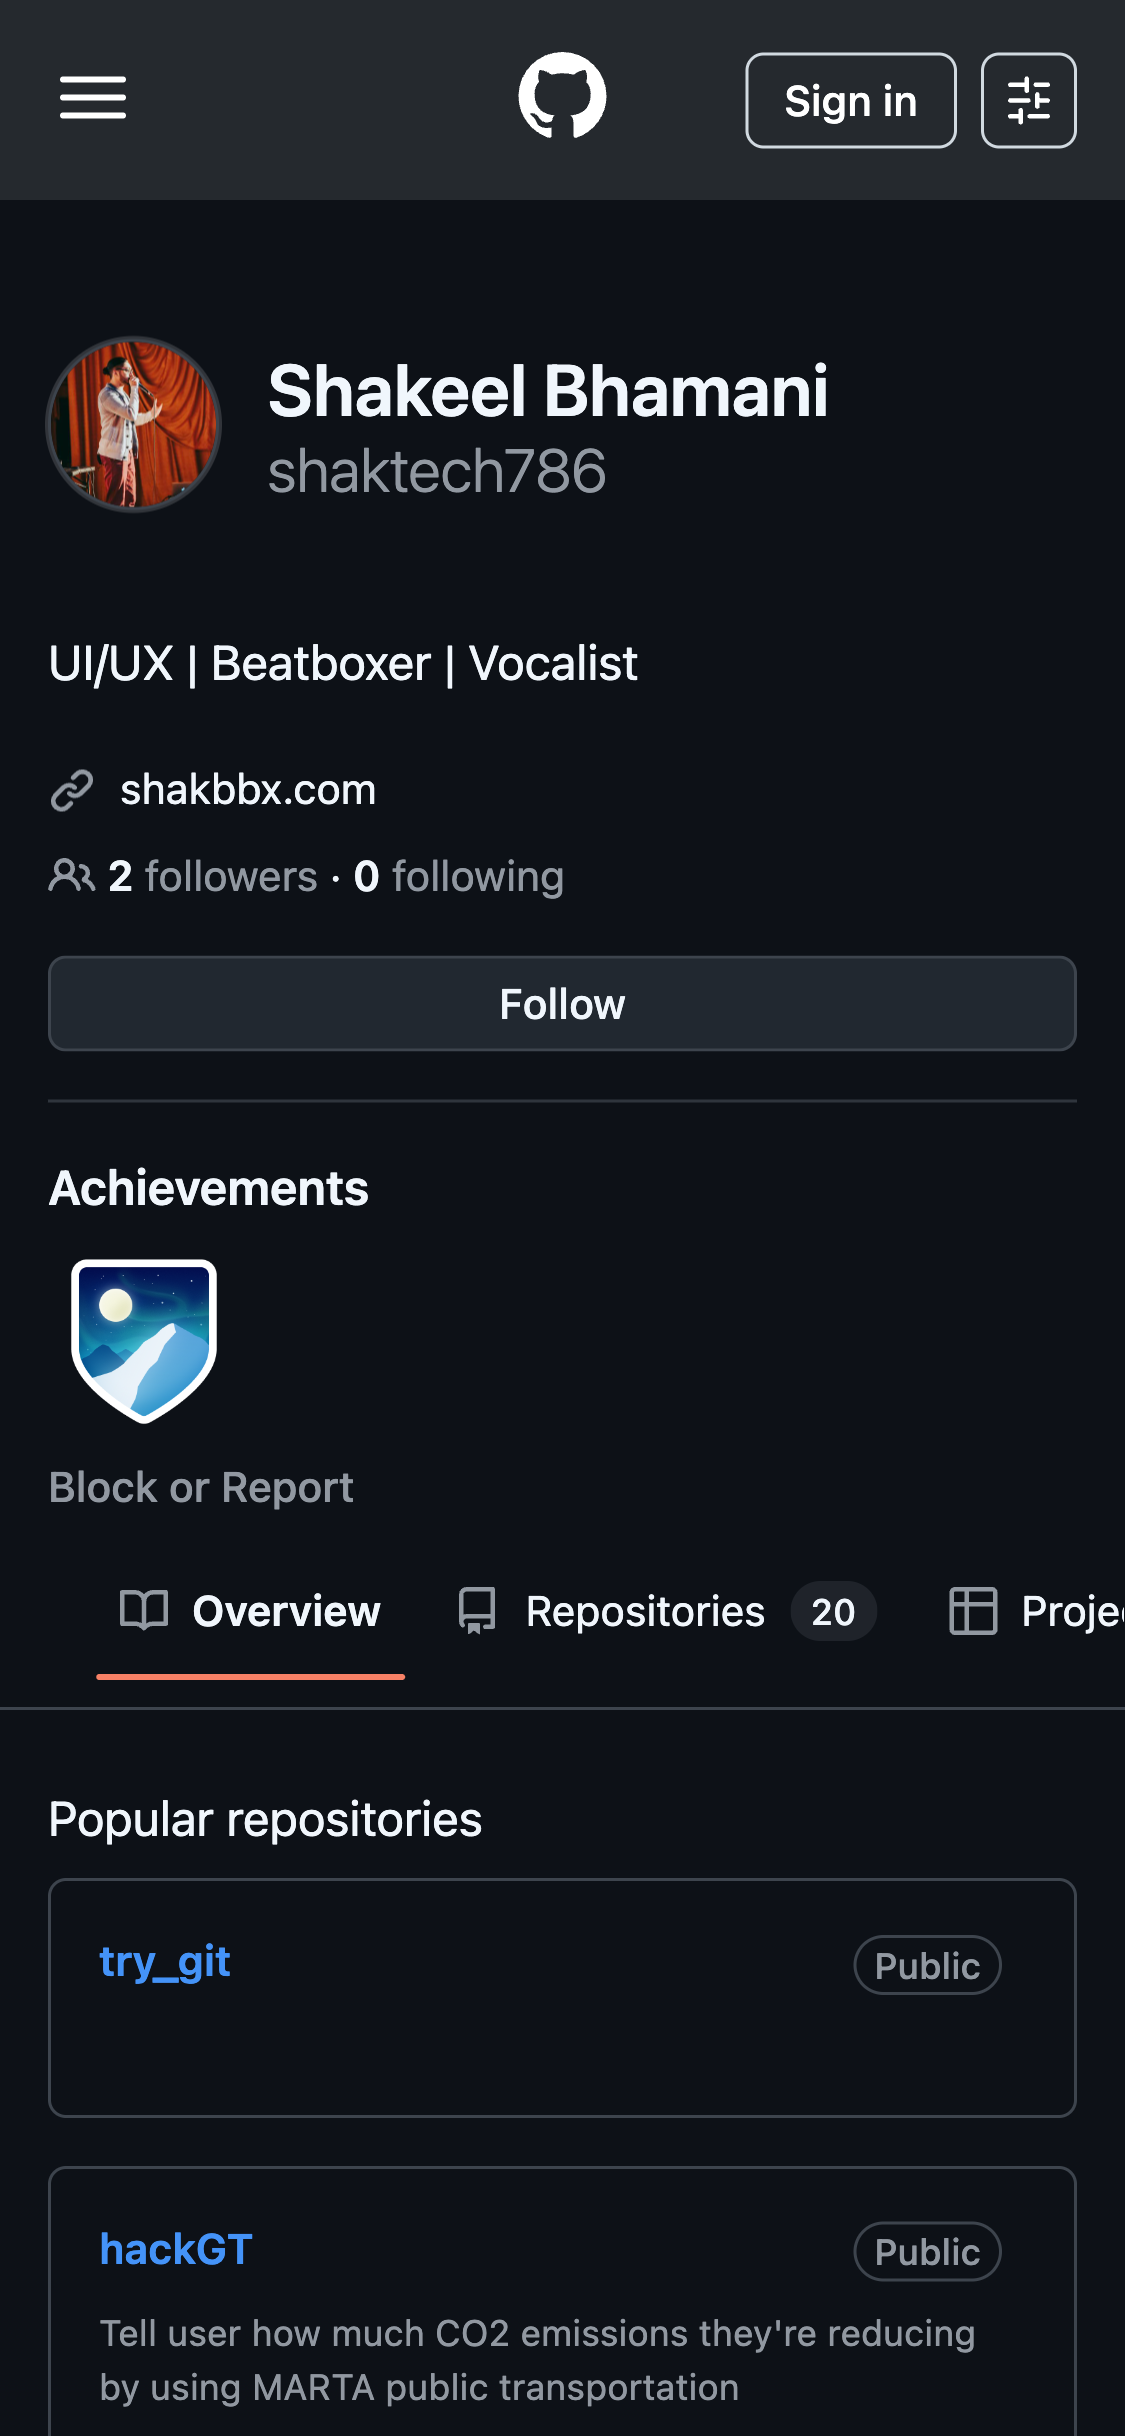 Sign in
Shakeel Bhamani
shaktech786
UI/UX | Beatboxer | Vocalist
shakbbx.com
2 followers · 0 following
Follow
Achievements
Block or Report
Overview Repositories 20 Proje
Popular repositories
try_git Public
hackGT Public
Tell user how much CO2 emissions they're reducing
by using MARTA public transportation